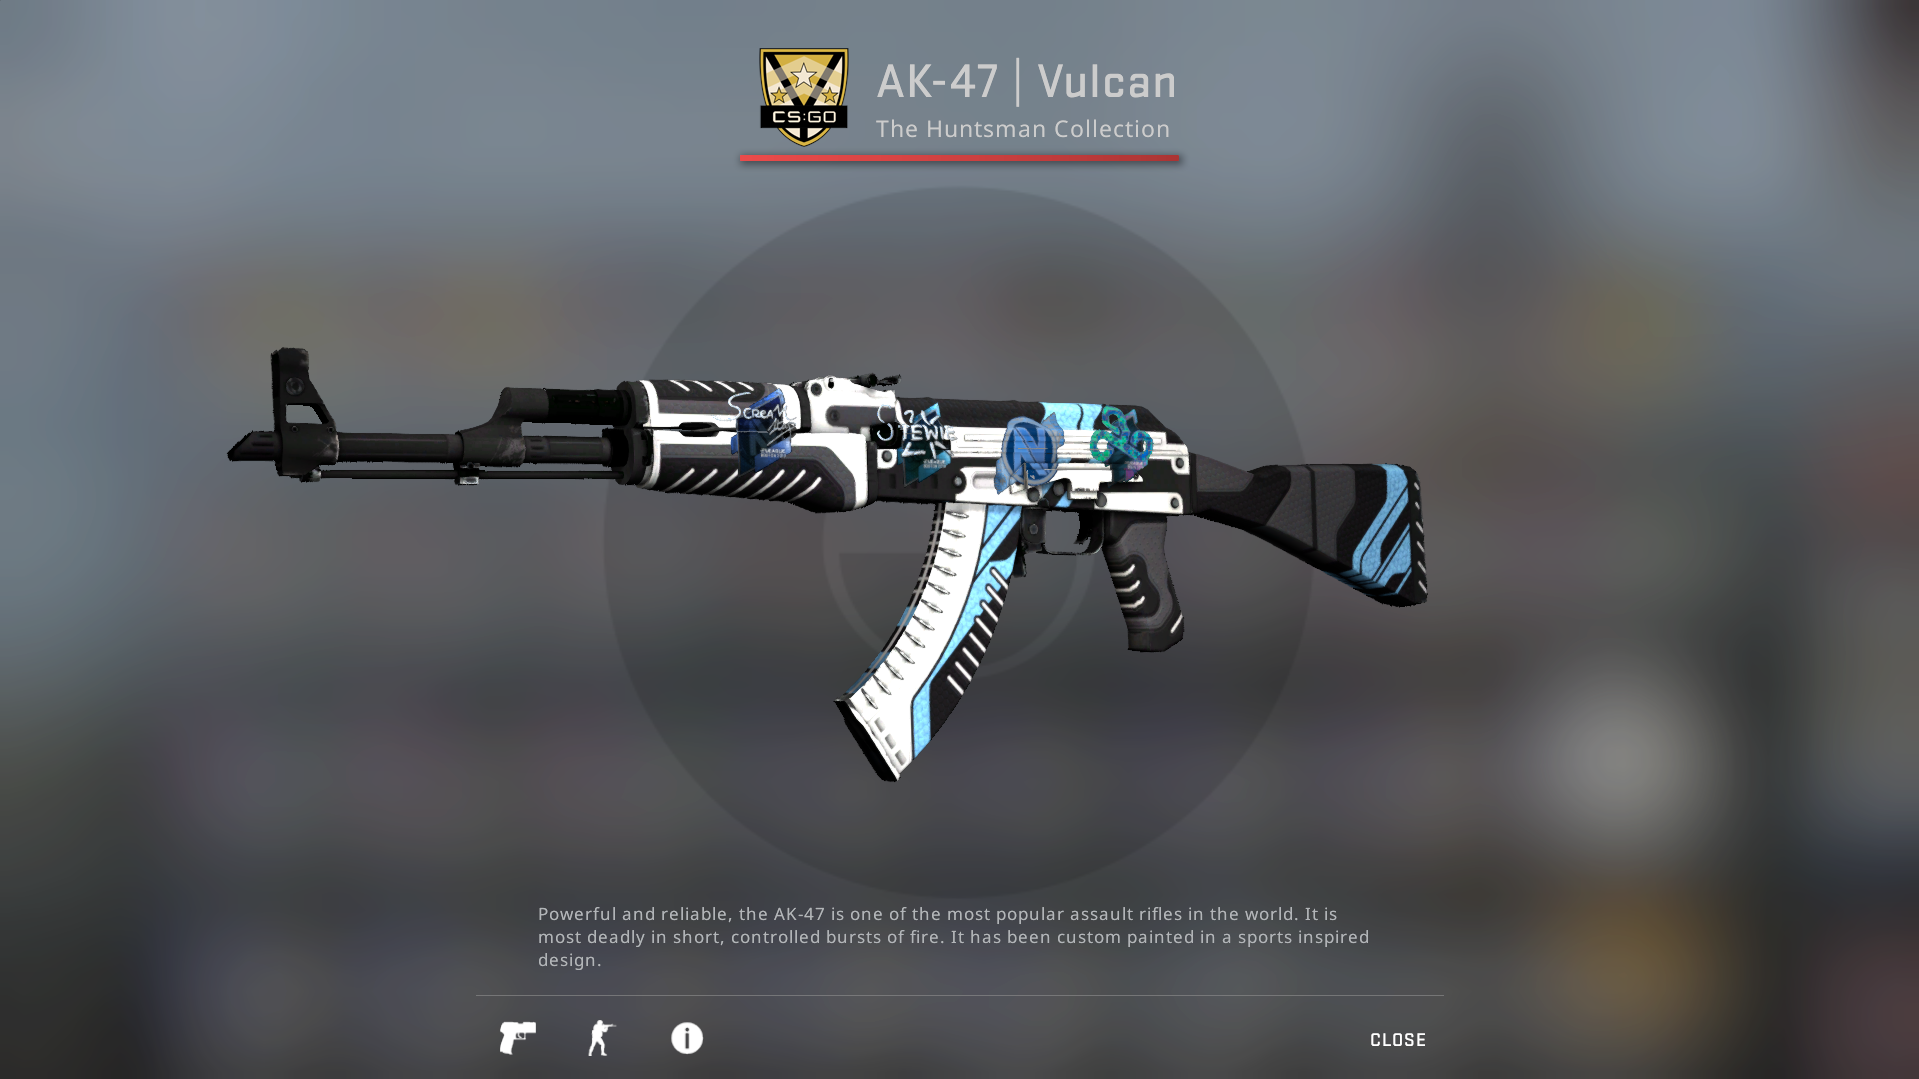 CS:GO
AK-47 | Vulcan
The Huntsman Collection
Powerful and reliable, the AK-47 is one of the most popular assault rifles in the world. It is
most deadly in short, controlled bursts of fire. It has been custom painted in a sports inspired
design.
CLOSE